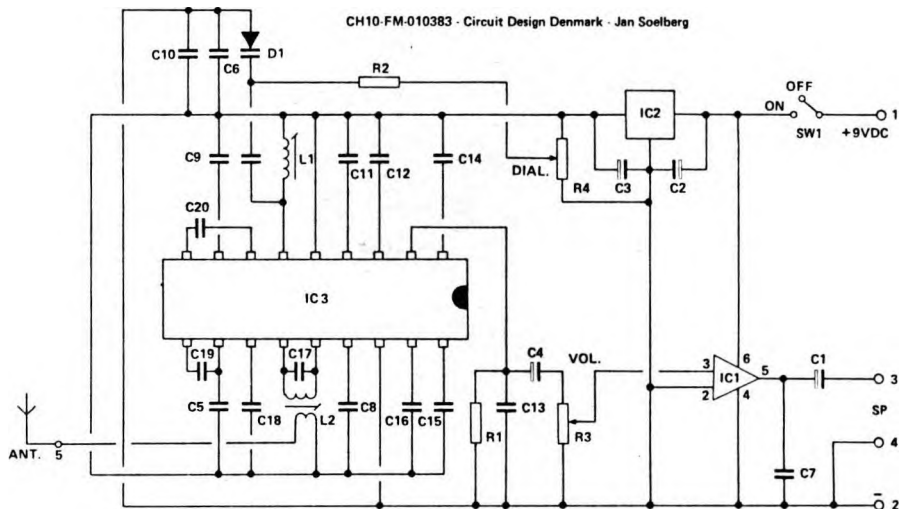 CH10-FM-010383 - Circuit Design Denmark - Jan Soelberg
C10
C6
D1
R2
OFF
ON
SW1
+9VDC
1
IC2
C9
L1
C11
C12
C14
DIAL.
R4
C3
C2
C20
IC3
C19
C17
C4
VOL.
3
6
IC1
5
2
4
C1
3
SP
4
C5
C18
L2
C8
C16
C15
R1
C13
R3
C7
ANT.
5
−
2